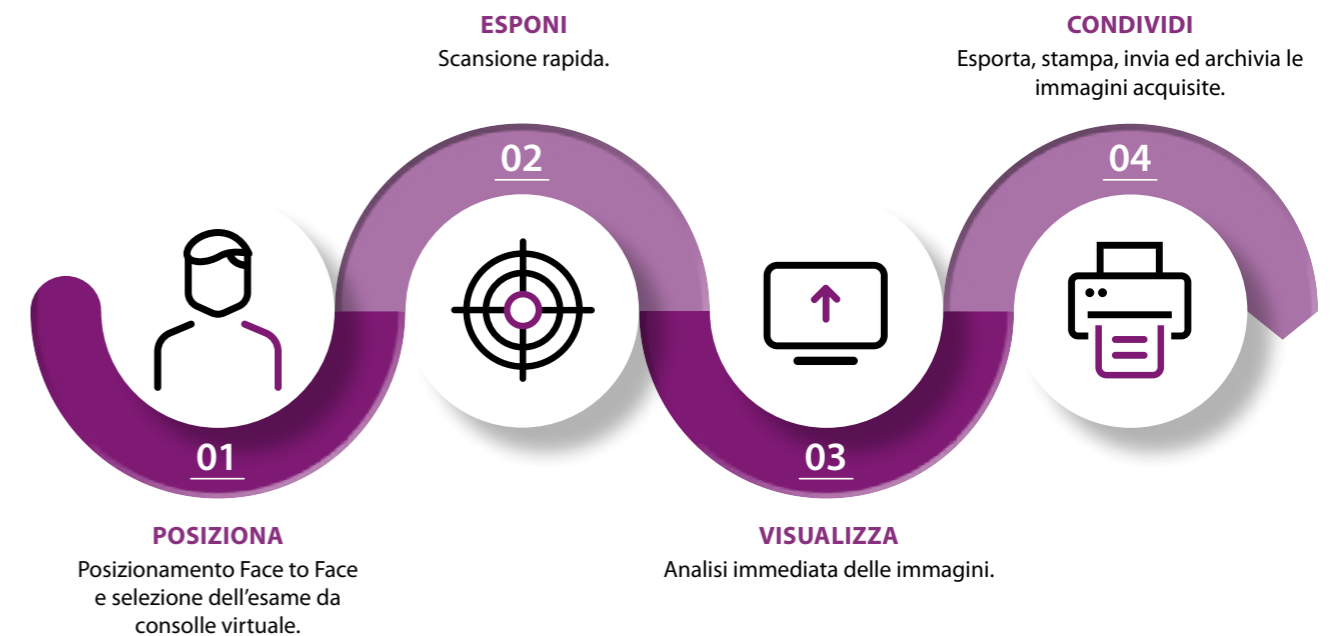 01
POSIZIONA
Posizionamento Face to Face
e selezione dell'esame da
consolle virtuale.
ESPONI
Scansione rapida.
02
03
VISUALIZZA
Analisi immediata delle immagini.
CONDIVIDI
Esporta, stampa, invia ed archivia le
immagini acquisite.
04